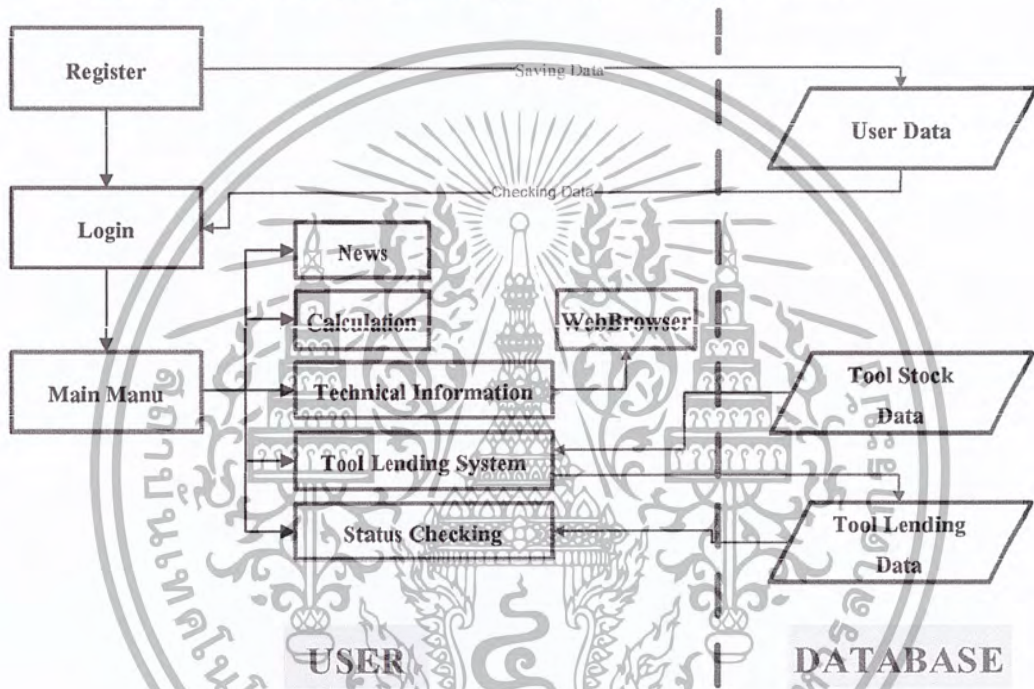 Register
Saving Data
User Data
Checking Data
Login
News
Calculation
WebBrowser
Main Manu
Technical Information
Tool Stock
Data
Tool Lending System
Status Checking
Tool Lending
Data
USER
DATABASE